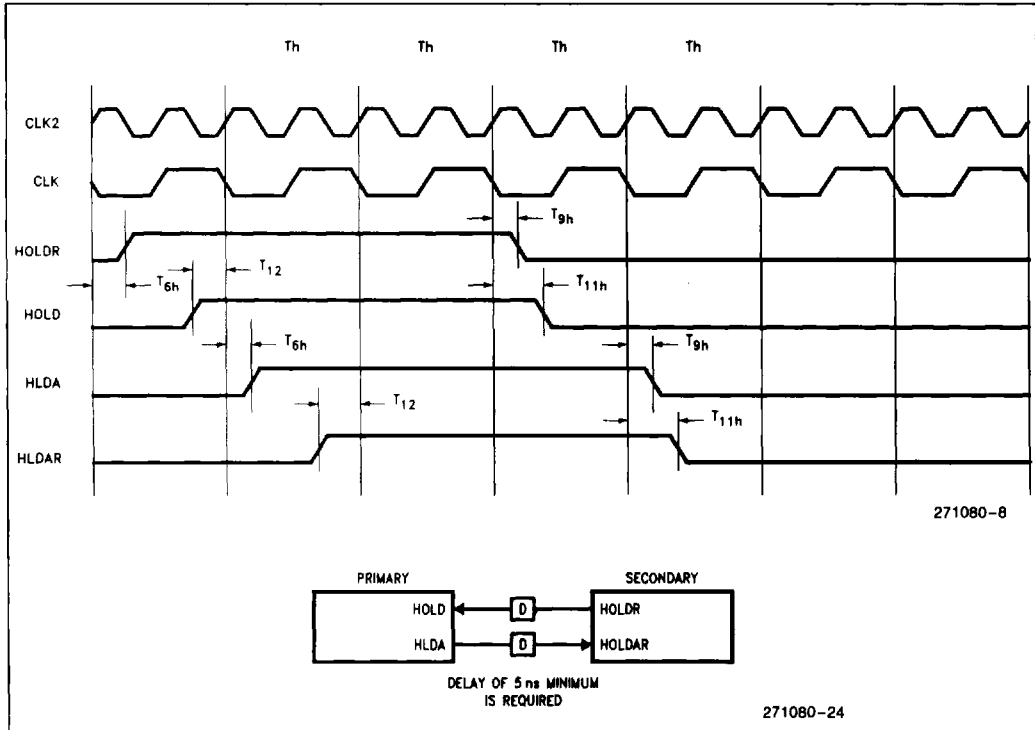 Th Th Th Th
CLK2
CLK
T9h
HOLDR
T6h T12 T11h
HOLD
T6h T9h
HLDA
T12 T11h
HLDAR
271080-8
PRIMARY SECONDARY
HOLD D HOLDR
HLDA D HOLDAR
DELAY OF 5 ns MINIMUM
IS REQUIRED
271080-24